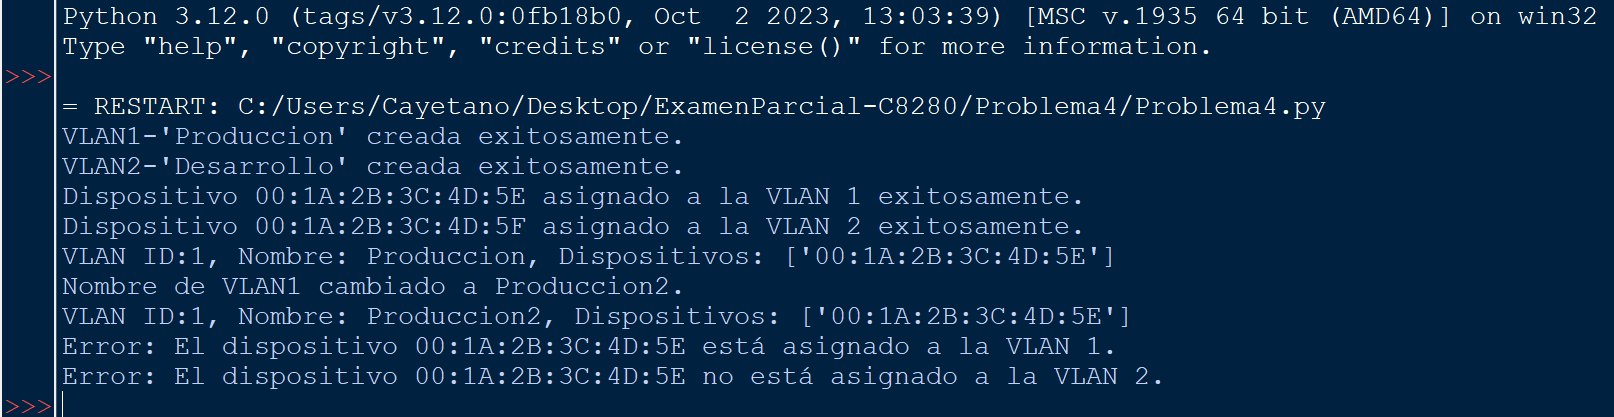 Python 3.12.0 (tags/v3.12.0:0fb18b0, Oct  2 2023, 13:03:39) [MSC v.1935 64 bit (AMD64)] on win32
Type "help", "copyright", "credits" or "license()" for more information.
>>>
= RESTART: C:/Users/Cayetano/Desktop/ExamenParcial-C8280/Problema4/Problema4.py
VLAN1-'Produccion' creada exitosamente.
VLAN2-'Desarrollo' creada exitosamente.
Dispositivo 00:1A:2B:3C:4D:5E asignado a la VLAN 1 exitosamente.
Dispositivo 00:1A:2B:3C:4D:5F asignado a la VLAN 2 exitosamente.
VLAN ID:1, Nombre: Produccion, Dispositivos: ['00:1A:2B:3C:4D:5E']
Nombre de VLAN1 cambiado a Produccion2.
VLAN ID:1, Nombre: Produccion2, Dispositivos: ['00:1A:2B:3C:4D:5E']
Error: El dispositivo 00:1A:2B:3C:4D:5E está asignado a la VLAN 1.
Error: El dispositivo 00:1A:2B:3C:4D:5E no está asignado a la VLAN 2.
>>>